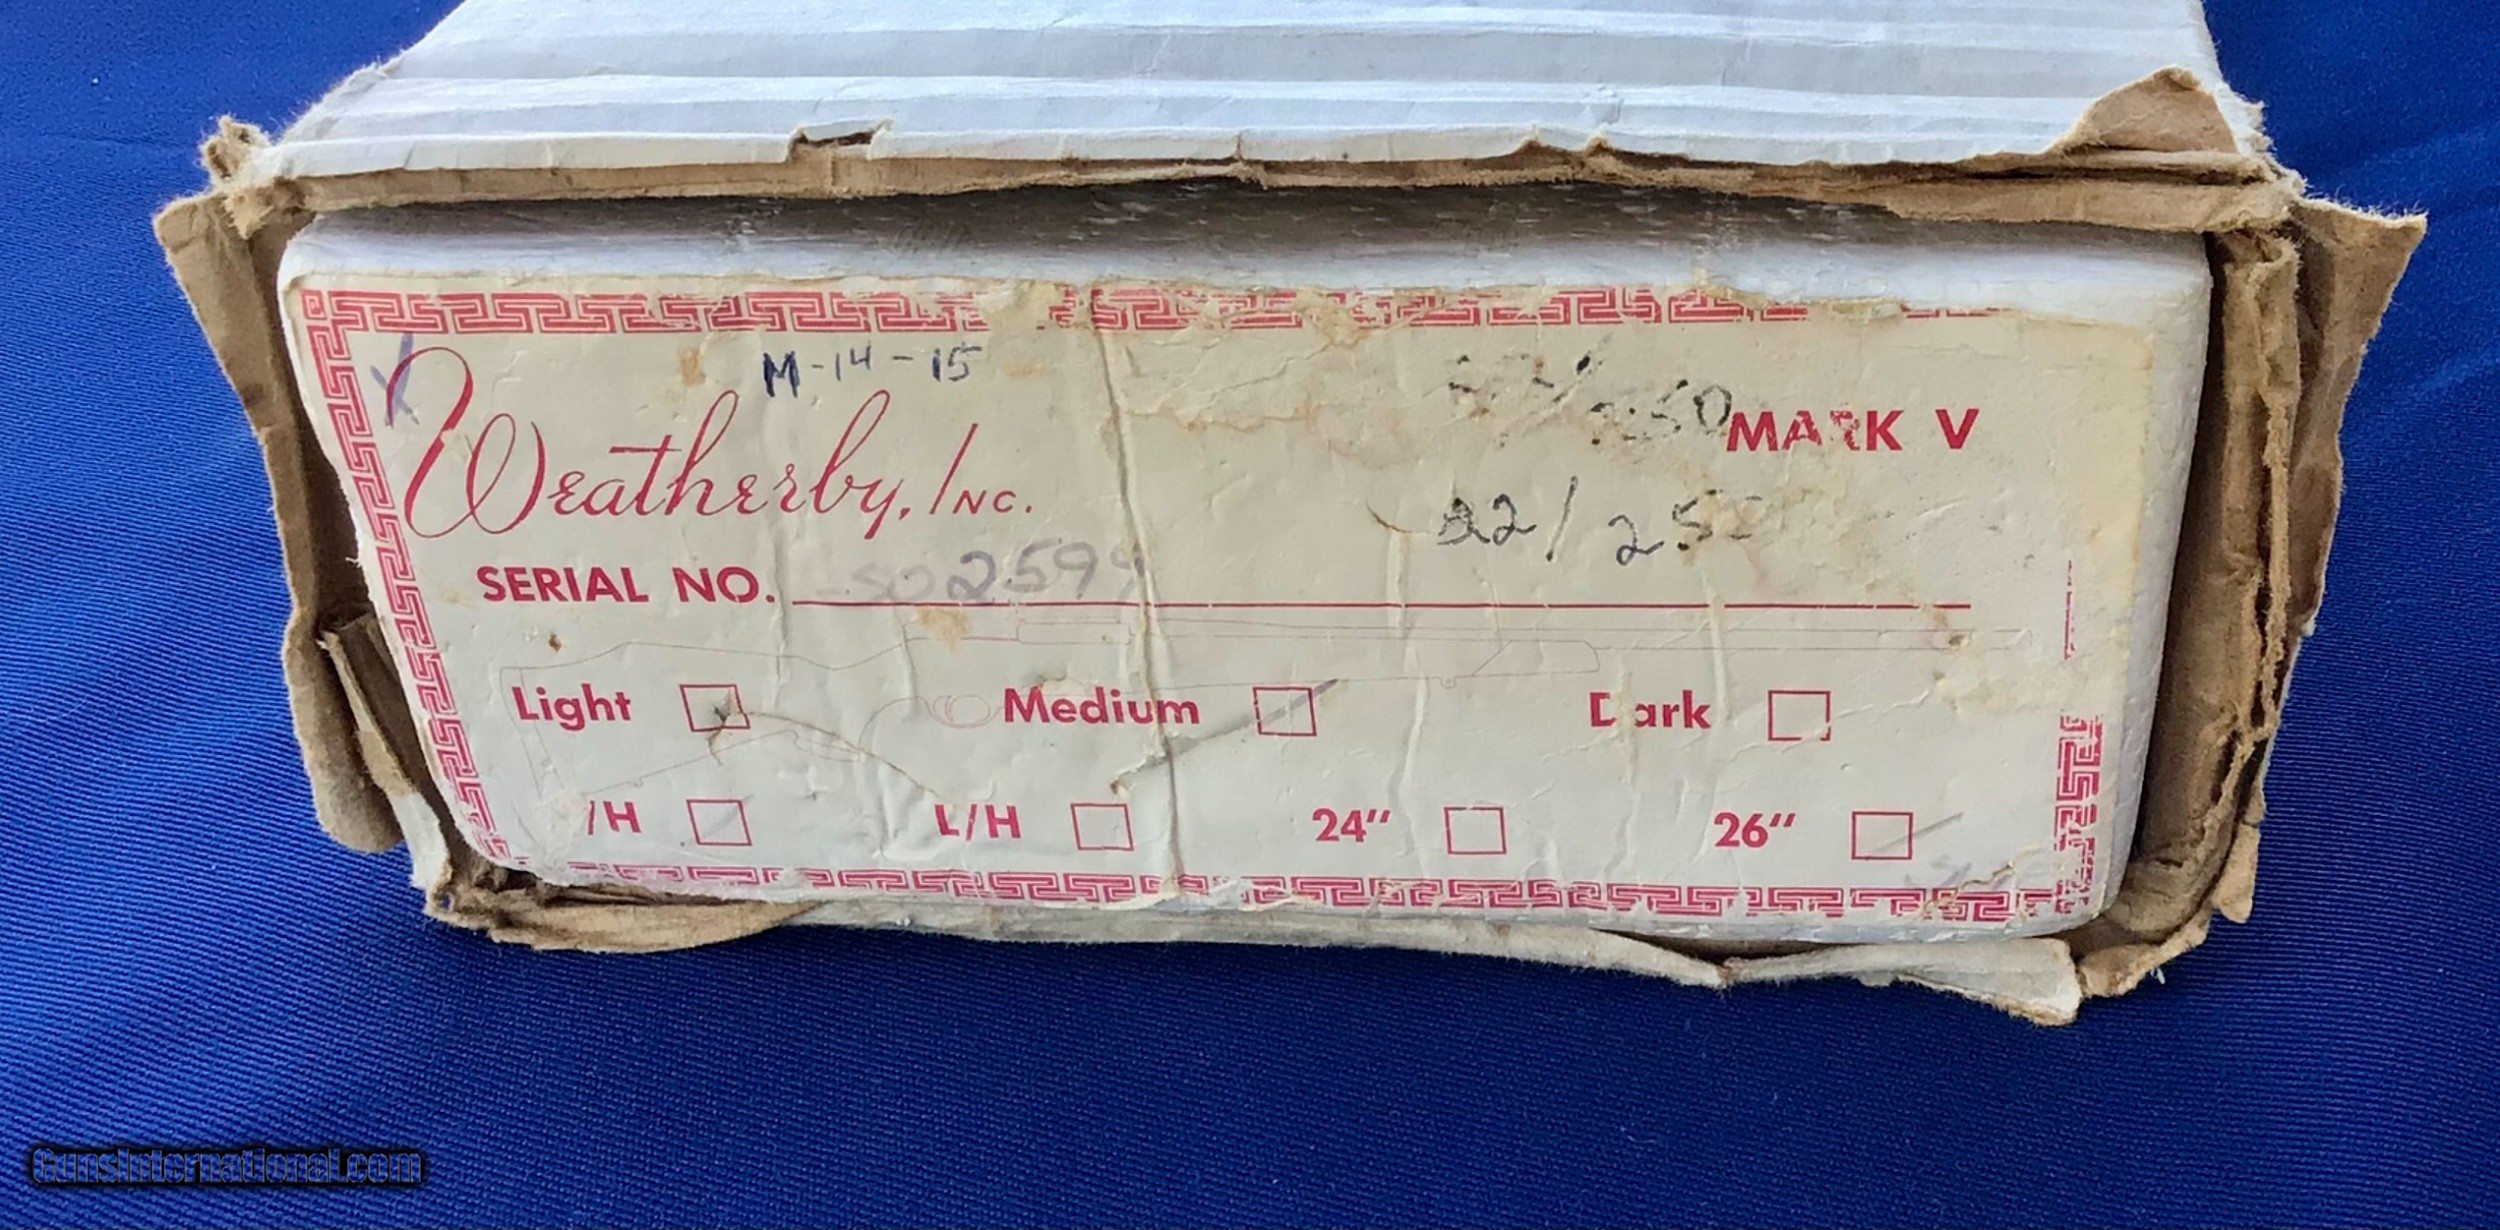 M-14-15
Weatherby, Inc.
MARK V
22/250
SERIAL NO.
Light Medium Dark
/H L/H 24" 26"
GunsInternational.com